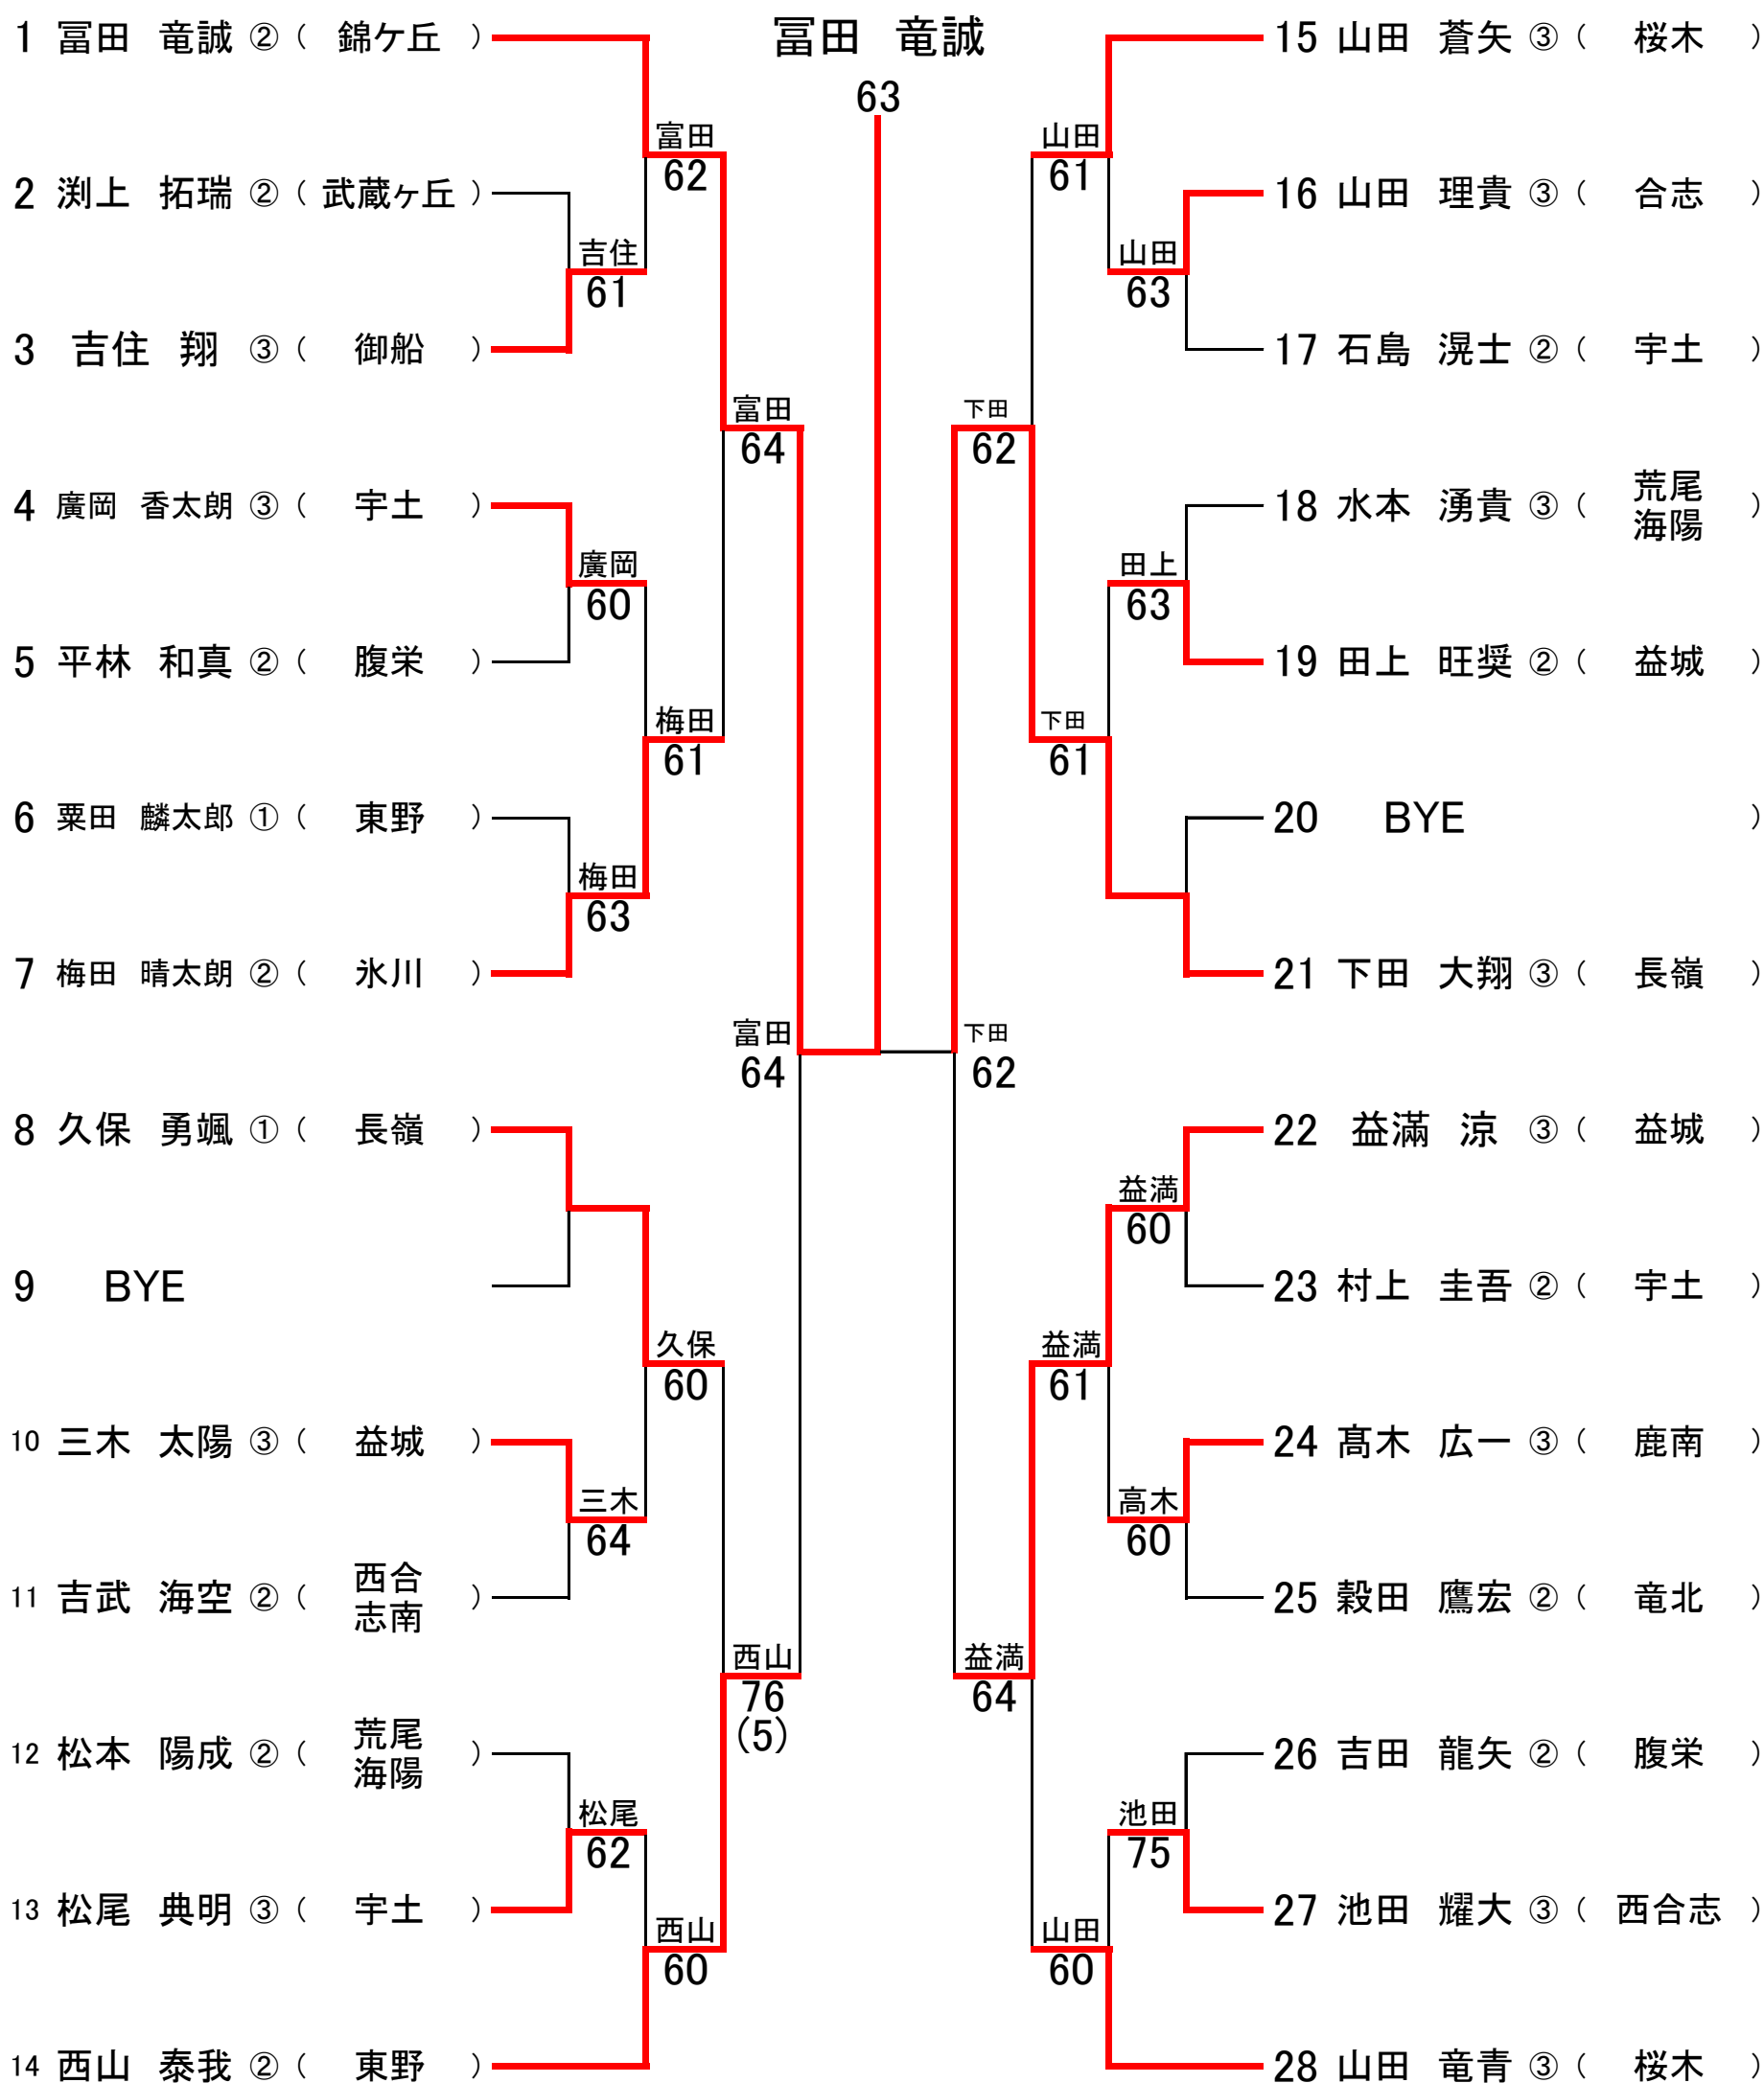 冨田 竜誠
63
1 冨田 竜誠 ② ( 錦ケ丘 )
富田
62
2 渕上 拓瑞 ② ( 武蔵ヶ丘 )
吉住
61
3 吉住 翔 ③ ( 御船 )
富田
64
4 廣岡 香太朗 ③ ( 宇土 )
廣岡
60
5 平林 和真 ② ( 腹栄 )
梅田
61
6 粟田 麟太郎 ① ( 東野 )
梅田
63
7 梅田 晴太朗 ② ( 氷川 )
富田
64
8 久保 勇颯 ① ( 長嶺 )
9 BYE
久保
60
10 三木 太陽 ③ ( 益城 )
三木
64
11 吉武 海空 ② ( 西合
志南 )
西山
76
(5)
12 松本 陽成 ② ( 荒尾
海陽 )
松尾
62
13 松尾 典明 ③ ( 宇土 )
西山
60
14 西山 泰我 ② ( 東野 )
15 山田 蒼矢 ③ ( 桜木 )
山田
61
16 山田 理貴 ③ ( 合志 )
山田
63
17 石島 滉士 ② ( 宇土 )
下田
62
18 水本 湧貴 ③ ( 荒尾
海陽 )
田上
63
19 田上 旺奨 ② ( 益城 )
下田
61
20 BYE )
21 下田 大翔 ③ ( 長嶺 )
下田
62
22 益滿 涼 ③ ( 益城 )
益満
60
23 村上 圭吾 ② ( 宇土 )
益満
61
24 髙木 広一 ③ ( 鹿南 )
高木
60
25 穀田 鷹宏 ② ( 竜北 )
益満
64
26 吉田 龍矢 ② ( 腹栄 )
池田
75
27 池田 耀大 ③ ( 西合志 )
山田
60
28 山田 竜青 ③ ( 桜木 )